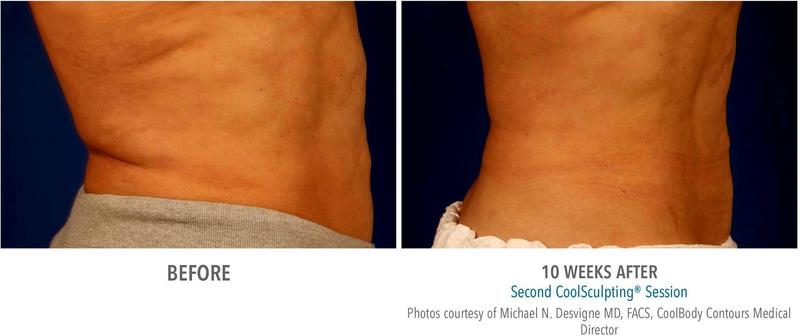 BEFORE
10 WEEKS AFTER
Second CoolSculpting® Session
Photos courtesy of Michael N. Desvigne MD, FACS, CoolBody Contours Medical
Director